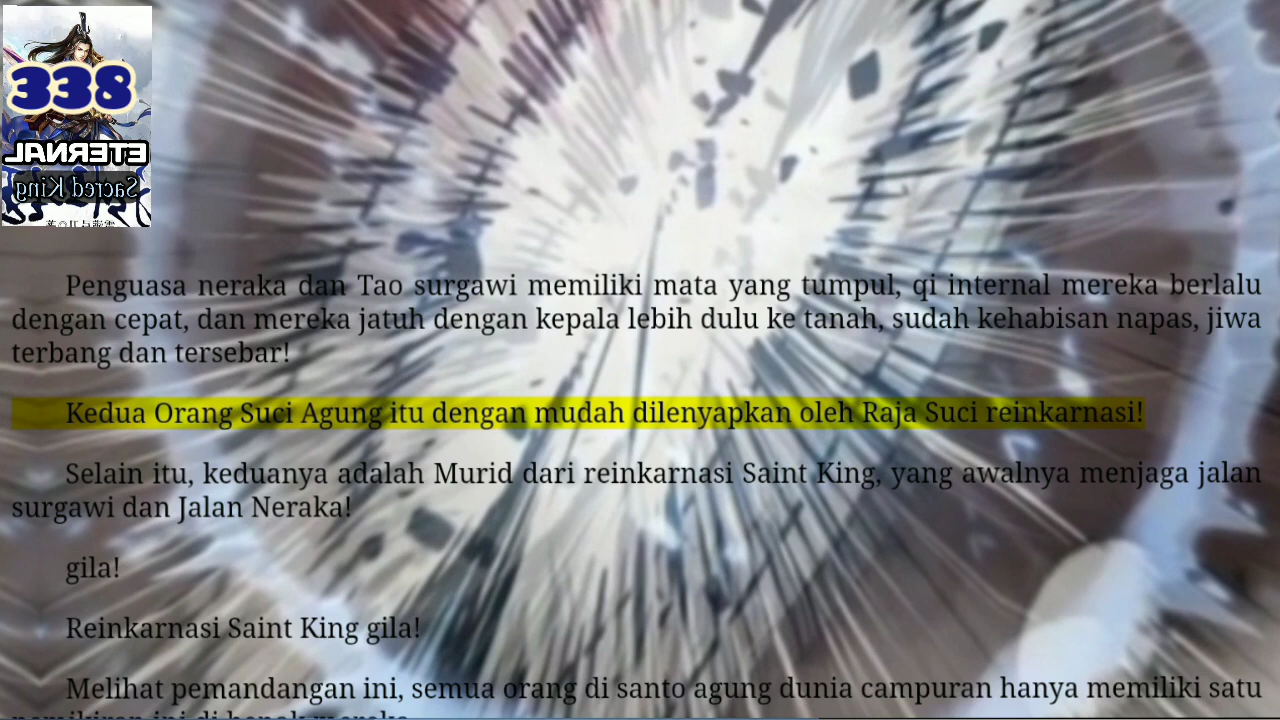 338
ETERNAL
Sacred King
Penguasa neraka dan Tao surgawi memiliki mata yang tumpul, qi internal mereka berlalu
dengan cepat, dan mereka jatuh dengan kepala lebih dulu ke tanah, sudah kehabisan napas, jiwa
terbang dan tersebar!
Kedua Orang Suci Agung itu dengan mudah dilenyapkan oleh Raja Suci reinkarnasi!
Selain itu, keduanya adalah Murid dari reinkarnasi Saint King, yang awalnya menjaga jalan
surgawi dan Jalan Neraka!
gila!
Reinkarnasi Saint King gila!
Melihat pemandangan ini, semua orang di santo agung dunia campuran hanya memiliki satu